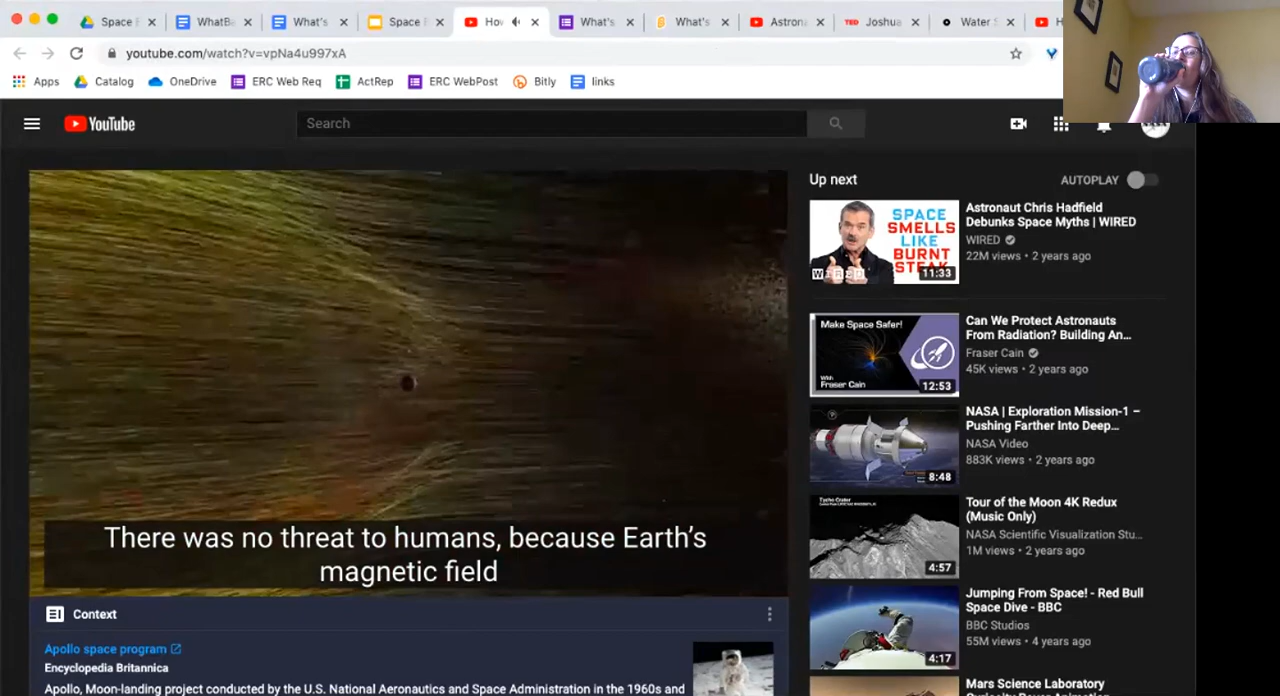 Space E
WhatBe
What's
Space E
How
What's
What's
Astron
TED
Joshua
Water S
H
youtube.com/watch?v=vpNa4u997xA
Apps
Catalog
OneDrive
ERC Web Req
ActRep
ERC WebPost
Bitly
links
YouTube
Search
Up next
AUTOPLAY
SPACE
SMELLS
LIKE
BURNT
STEAK
WIRED
11:33
Astronaut Chris Hadfield
Debunks Space Myths | WIRED
WIRED
22M views • 2 years ago
Make Space Safer!
With
Fraser Cain
12:53
Can We Protect Astronauts
From Radiation? Building An...
Fraser Cain
45K views • 2 years ago
8:48
NASA | Exploration Mission-1 –
Pushing Farther Into Deep...
NASA Video
883K views • 2 years ago
Tycho Crater
4:57
Tour of the Moon 4K Redux
(Music Only)
NASA Scientific Visualization Stu...
1M views • 2 years ago
4:17
Jumping From Space! - Red Bull
Space Dive - BBC
BBC Studios
55M views • 4 years ago
Mars Science Laboratory
There was no threat to humans, because Earth's
magnetic field
Context
Apollo space program
Encyclopedia Britannica
Apollo, Moon-landing project conducted by the U.S. National Aeronautics and Space Administration in the 1960s and